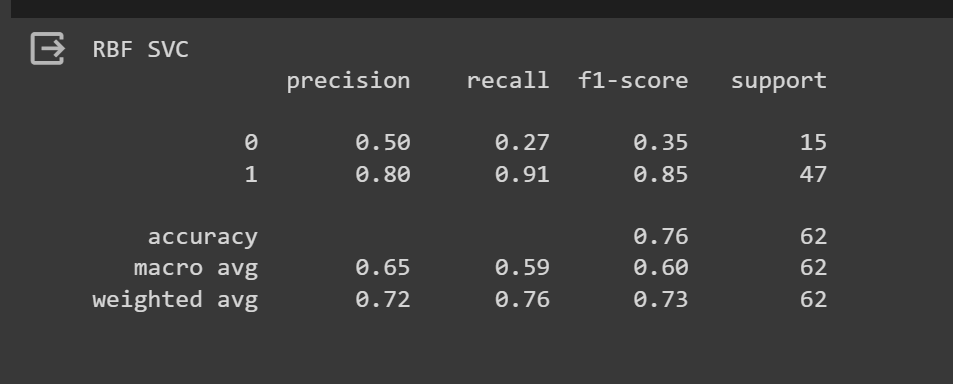 RBF SVC
precision recall f1-score support
0 0.50 0.27 0.35 15
1 0.80 0.91 0.85 47
accuracy 0.76 62
macro avg 0.65 0.59 0.60 62
weighted avg 0.72 0.76 0.73 62